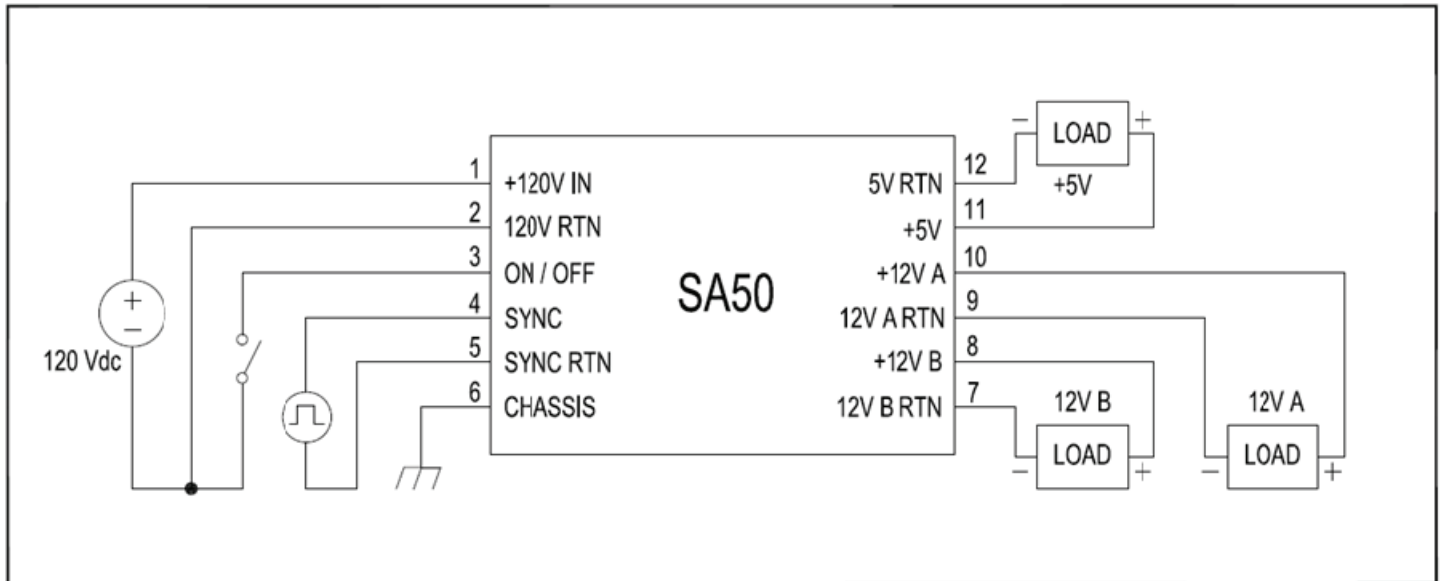 1
+120V IN
2
120V RTN
3
ON / OFF
4
SYNC
5
SYNC RTN
6
CHASSIS
120 Vdc
+
−
SA50
12
5V RTN
11
+5V
10
+12V A
9
12V A RTN
8
+12V B
7
12V B RTN
− LOAD +
+5V
12V B
− LOAD +
12V A
− LOAD +